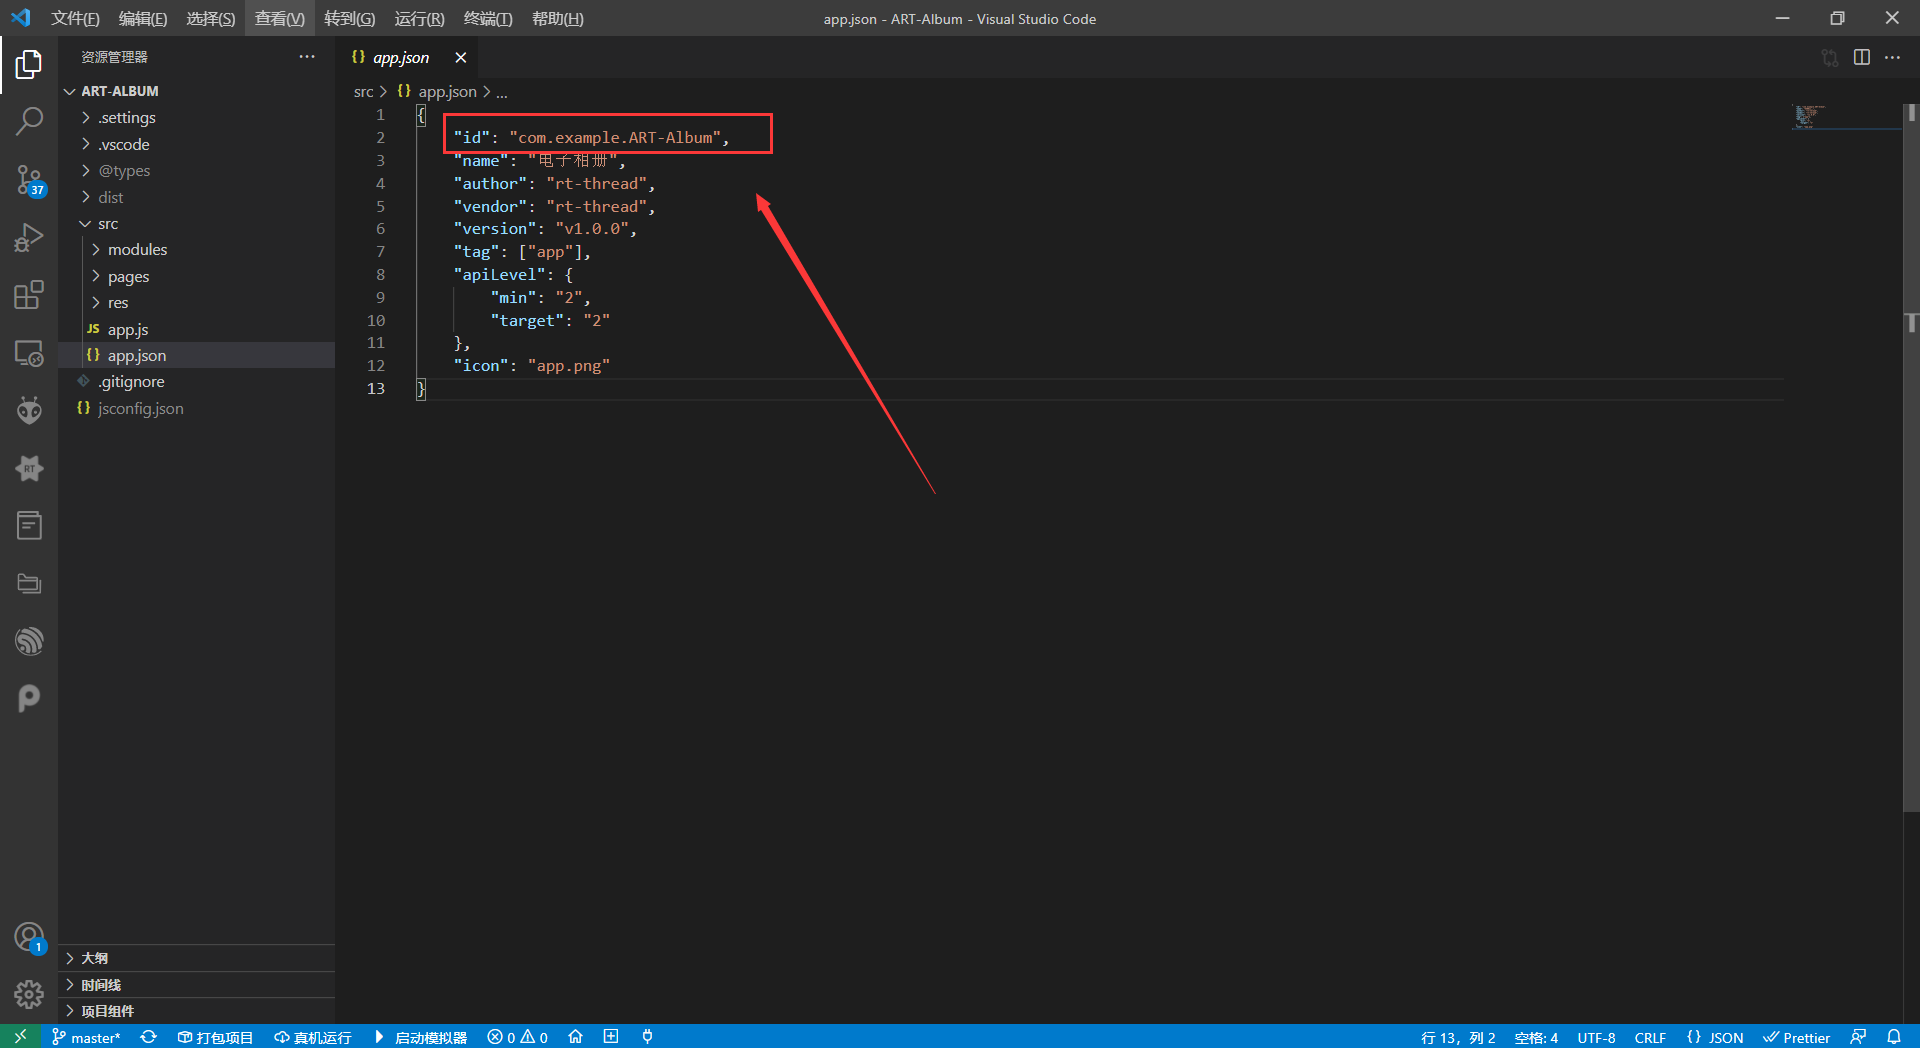 文件(F) 编辑(E) 选择(S) 查看(V) 转到(G) 运行(R) 终端(T) 帮助(H) app.json - ART-Album - Visual Studio Code
资源管理器
ART-ALBUM
.settings
.vscode
@types
dist
src
modules
pages
res
JS app.js
{} app.json
.gitignore
{} jsconfig.json
大纲
时间线
项目组件
37
RT
1
{} app.json
src > {} app.json > ...
1 {
2 "id": "com.example.ART-Album",
3 "name": "电子相册",
4 "author": "rt-thread",
5 "vendor": "rt-thread",
6 "version": "v1.0.0",
7 "tag": ["app"],
8 "apiLevel": {
9 "min": "2",
10 "target": "2"
11 },
12 "icon": "app.png"
13 }
master* 打包项目 真机运行 启动模拟器 0 0 行 13，列 2 空格: 4 UTF-8 CRLF {} JSON Prettier